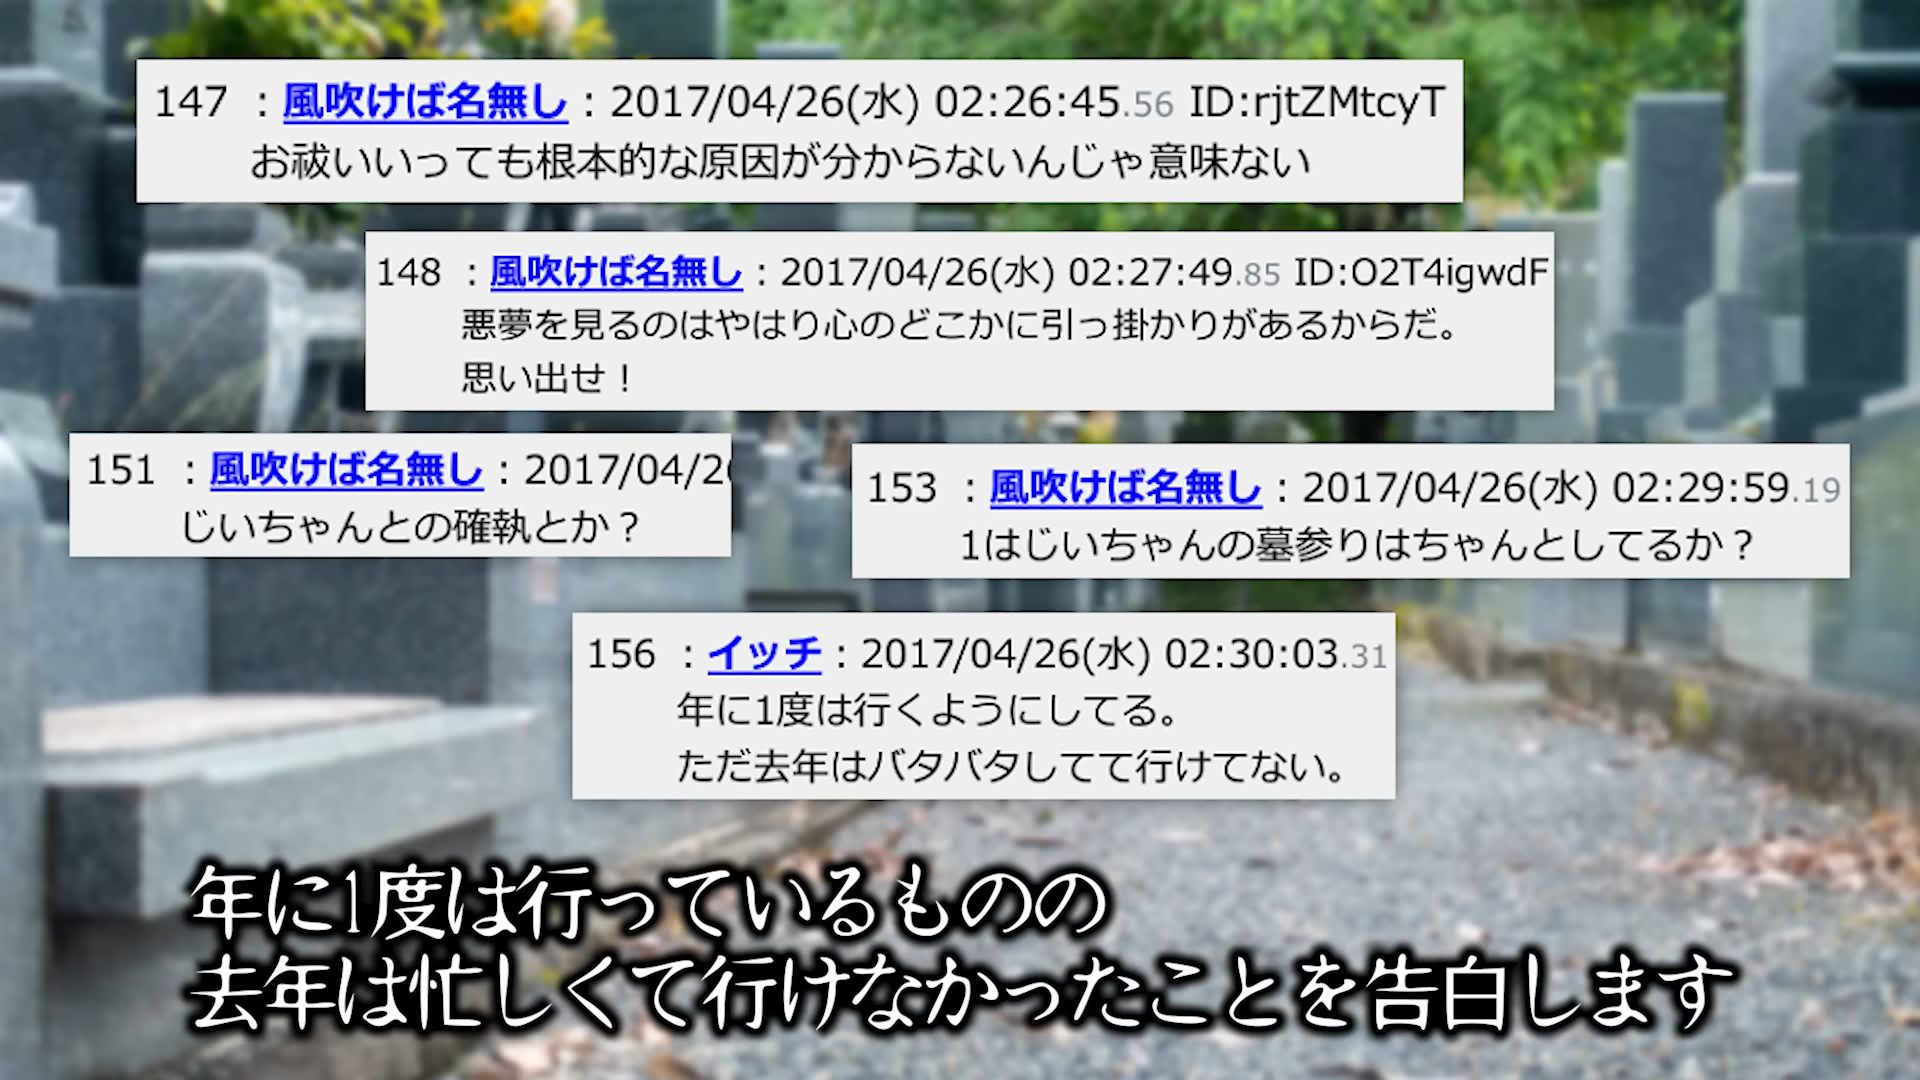 147 ：風吹けば名無し：2017/04/26(水) 02:26:45.56 ID:rjtZMtcyT
お祓いいっても根本的な原因が分からないんじゃ意味ない
148 ：風吹けば名無し：2017/04/26(水) 02:27:49.85 ID:O2T4igwdF
悪夢を見るのはやはり心のどこかに引っ掛かりがあるからだ。
思い出せ！
151 ：風吹けば名無し：2017/04/2
じいちゃんとの確執とか？
153 ：風吹けば名無し：2017/04/26(水) 02:29:59.19
1はじいちゃんの墓参りはちゃんとしてるか？
156 ：イッチ：2017/04/26(水) 02:30:03.31
年に1度は行くようにしてる。
ただ去年はバタバタしてて行けてない。
年に1度は行っているものの
去年は忙しくて行けなかったことを告白します